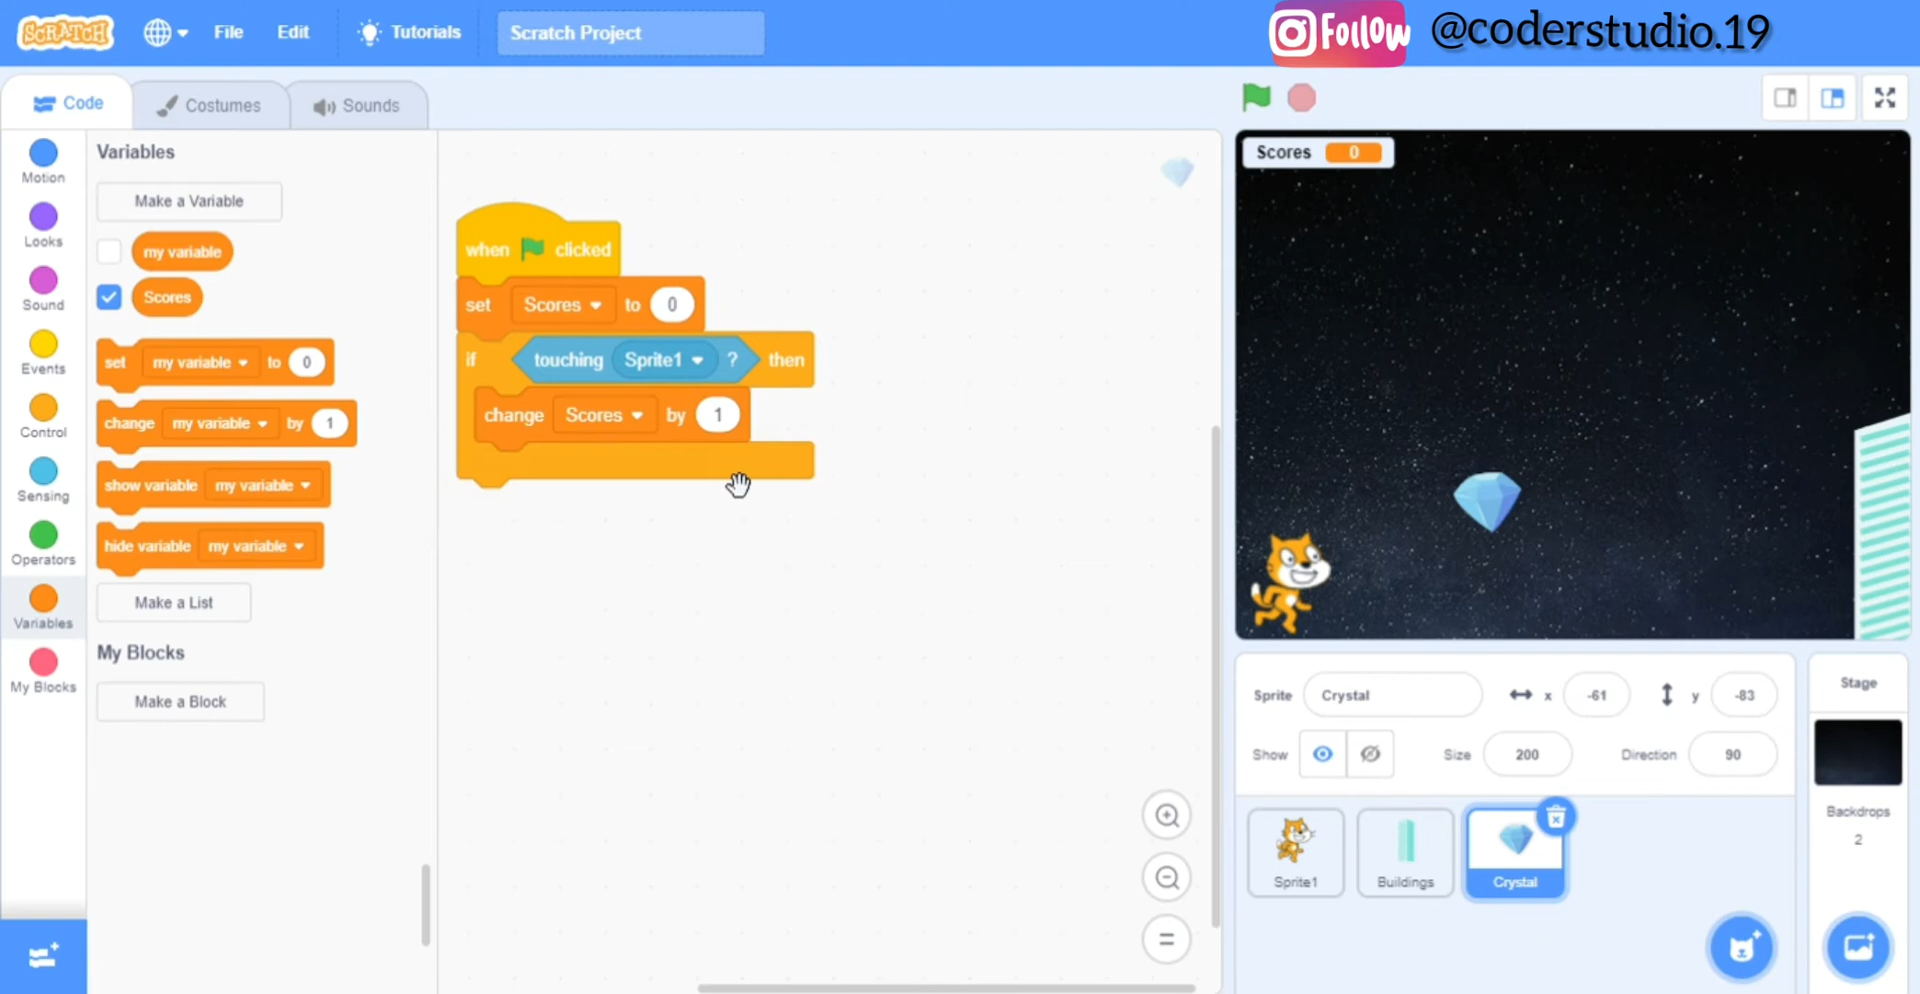 SCRATCH File Edit Tutorials Scratch Project Follow @coderstudio.19
Code Costumes Sounds
Motion
Looks
Sound
Events
Control
Sensing
Operators
Variables
My Blocks
Variables
Make a Variable
my variable
Scores
set my variable to 0
change my variable by 1
show variable my variable
hide variable my variable
Make a List
My Blocks
Make a Block
when clicked
set Scores to 0
if touching Sprite1 ? then
change Scores by 1
Scores 0
Sprite Crystal x -61 y -83
Show Size 200 Direction 90
Sprite1 Buildings Crystal
Stage
Backdrops
2